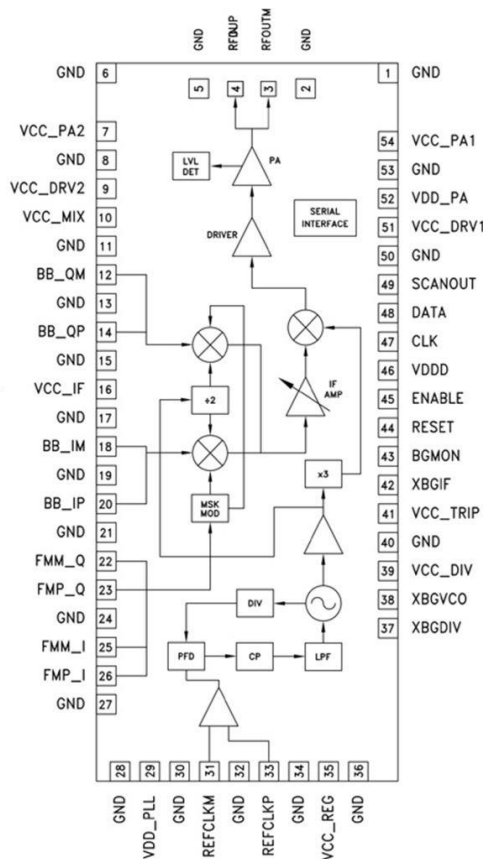 GND
RFOUP
RFOUTM
GND
5
4
3
2
GND 6
1 GND
VCC_PA2 7
GND 8
VCC_DRV2 9
VCC_MIX 10
GND 11
BB_QM 12
GND 13
BB_QP 14
GND 15
VCC_IF 16
GND 17
BB_IM 18
GND 19
BB_IP 20
GND 21
FMM_Q 22
FMP_Q 23
GND 24
FMM_I 25
FMP_I 26
GND 27
54 VCC_PA1
53 GND
52 VDD_PA
51 VCC_DRV1
50 GND
49 SCANOUT
48 DATA
47 CLK
46 VDDD
45 ENABLE
44 RESET
43 BGMON
42 XBGIF
41 VCC_TRIP
40 GND
39 VCC_DIV
38 XBGVCO
37 XBGDIV
LVL
DET
PA
DRIVER
SERIAL
INTERFACE
÷2
IF
AMP
MSK
MOD
x3
DIV
PFD
CP
LPF
28
29
30
31
32
33
34
35
36
GND
VDD_PLL
GND
REFCLKM
GND
REFCLKP
GND
VCC_REG
GND